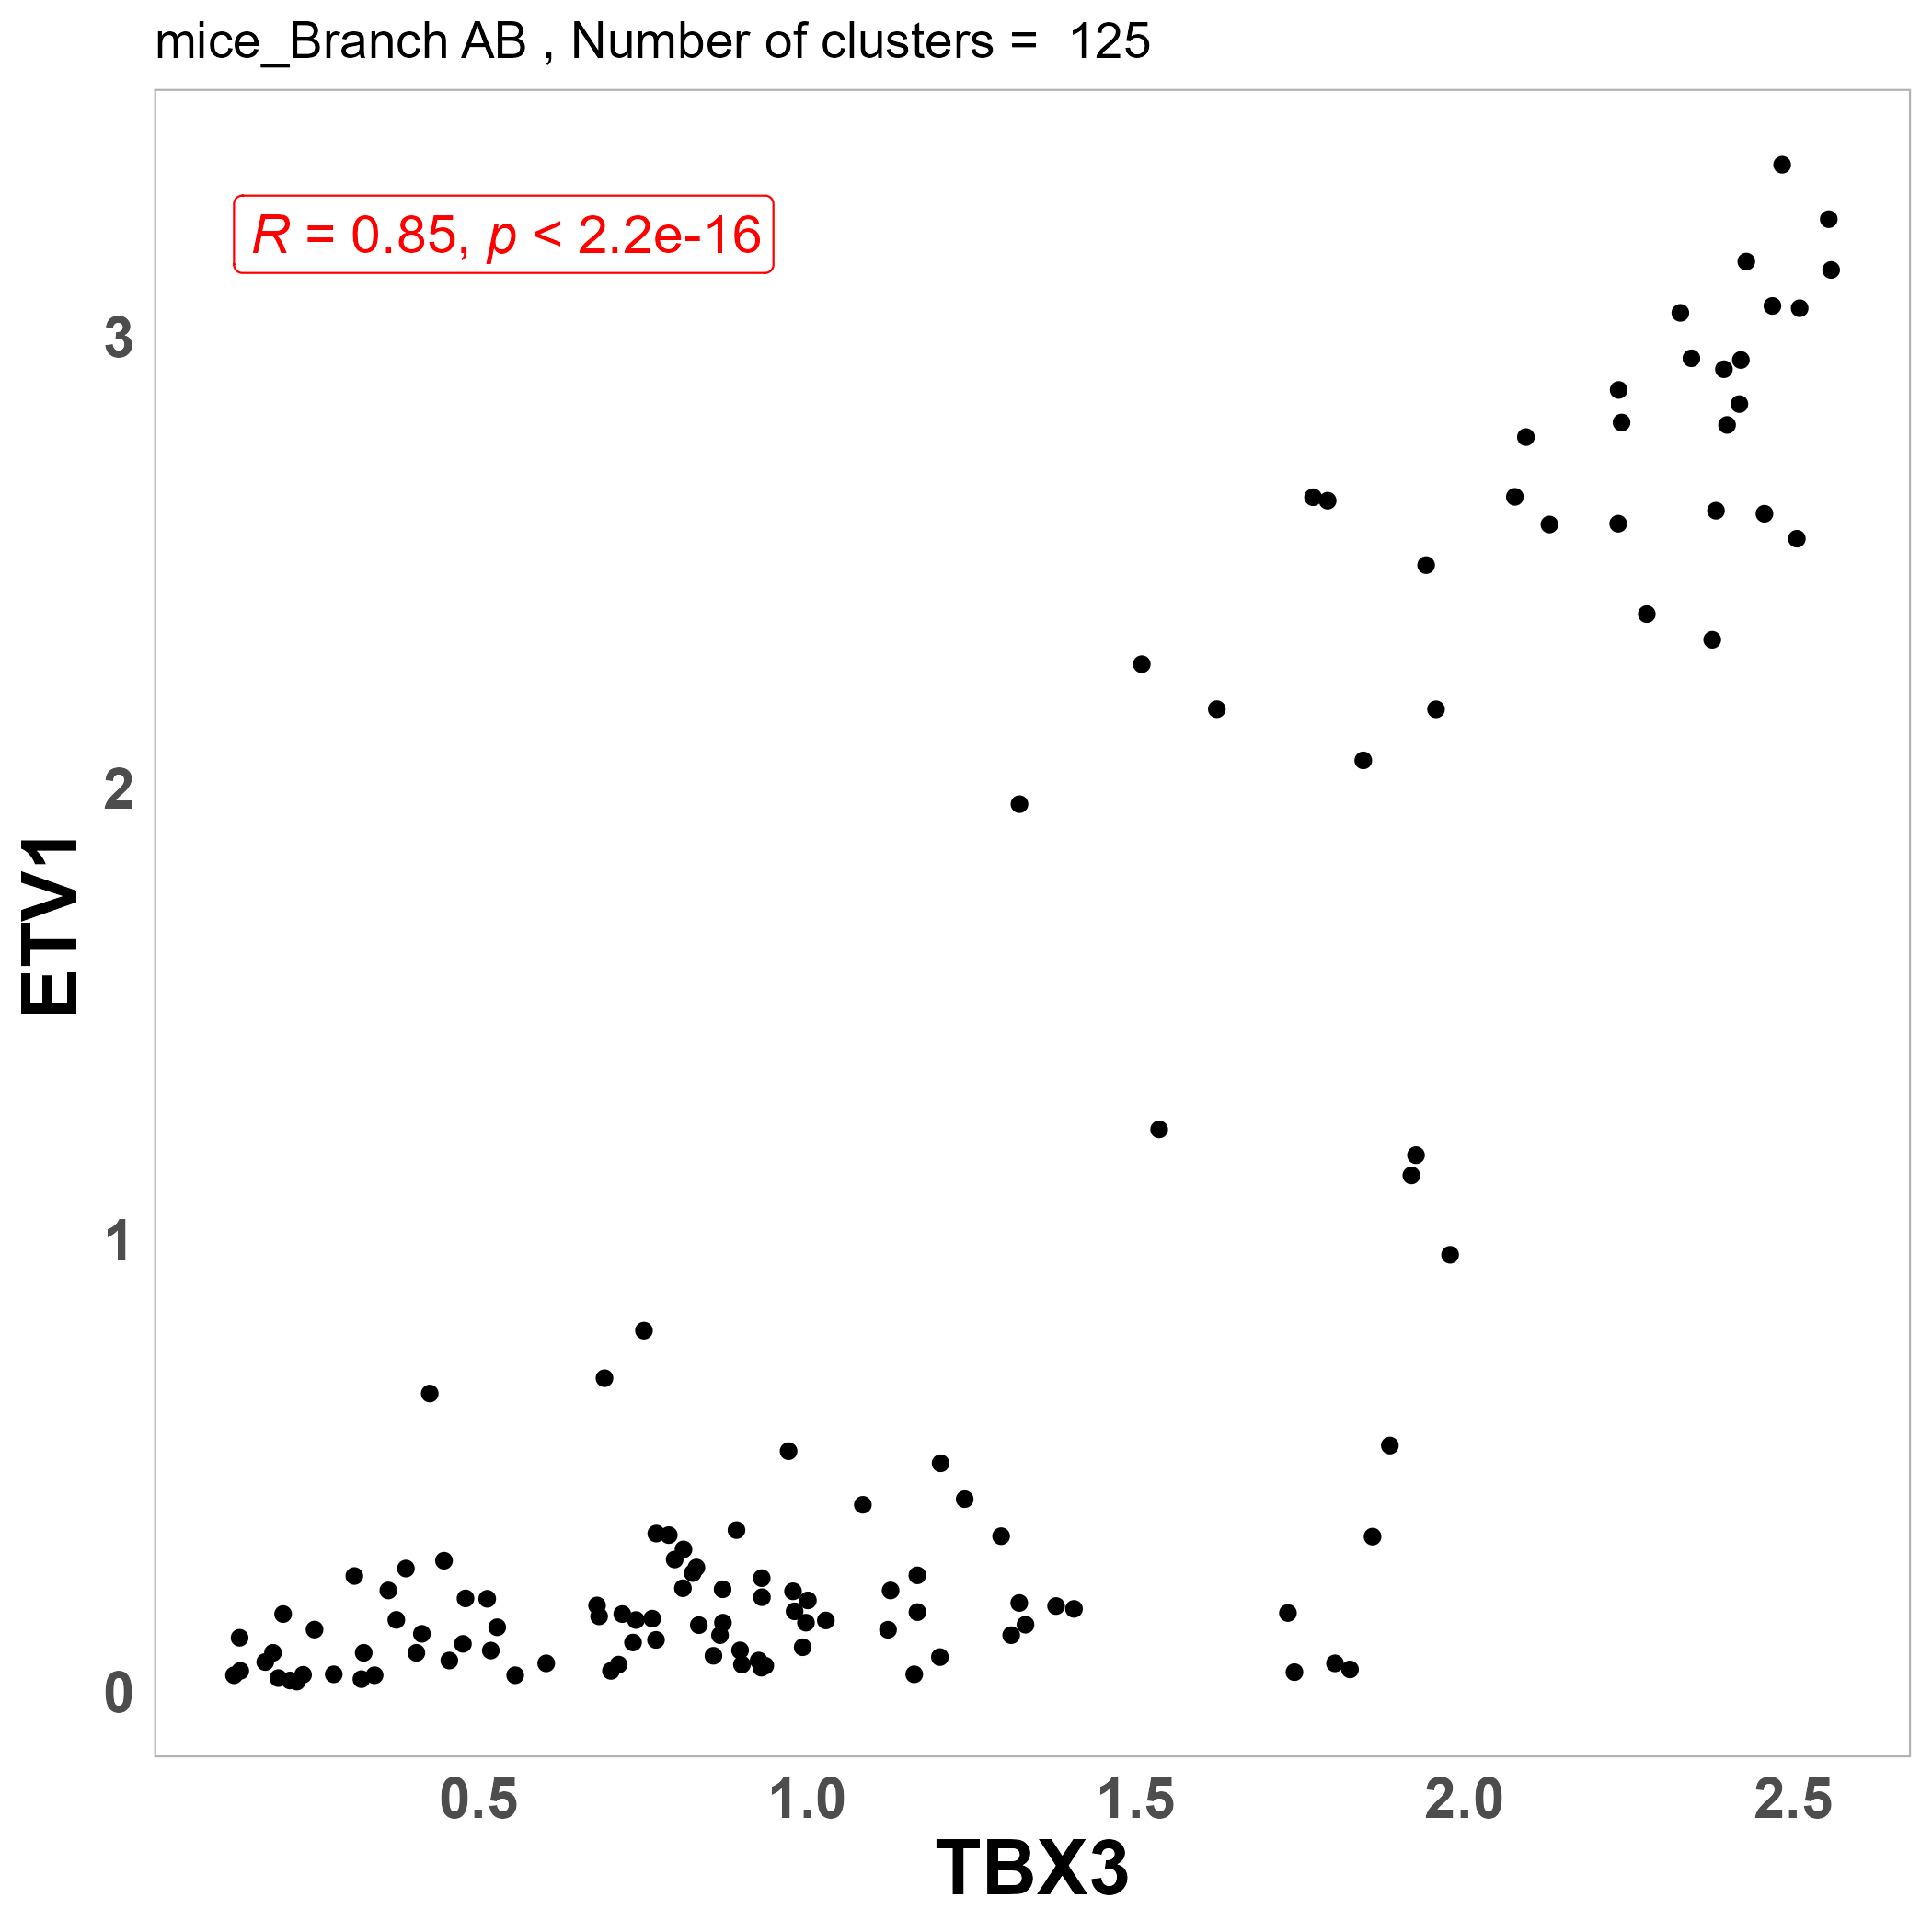 mice_Branch AB , Number of clusters =  125
R = 0.85, p < 2.2e-16
3
2
1
0
ETV1
0.5 1.0 1.5 2.0 2.5
TBX3